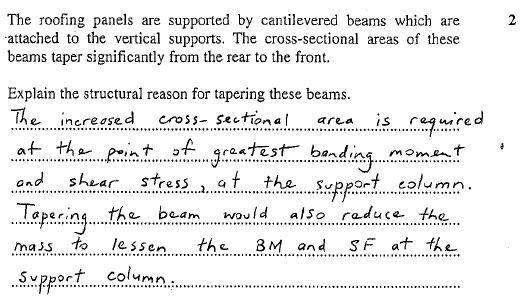 The roofing panels are supported by cantilevered beams which are 2
attached to the vertical supports. The cross-sectional areas of these
beams taper significantly from the rear to the front.
Explain the structural reason for tapering these beams.
The increased cross-sectional area is required
at the point of greatest bending moment
and shear stress, at the support column.
Tapering the beam would also reduce the
mass to lessen the BM and SF at the
support column.